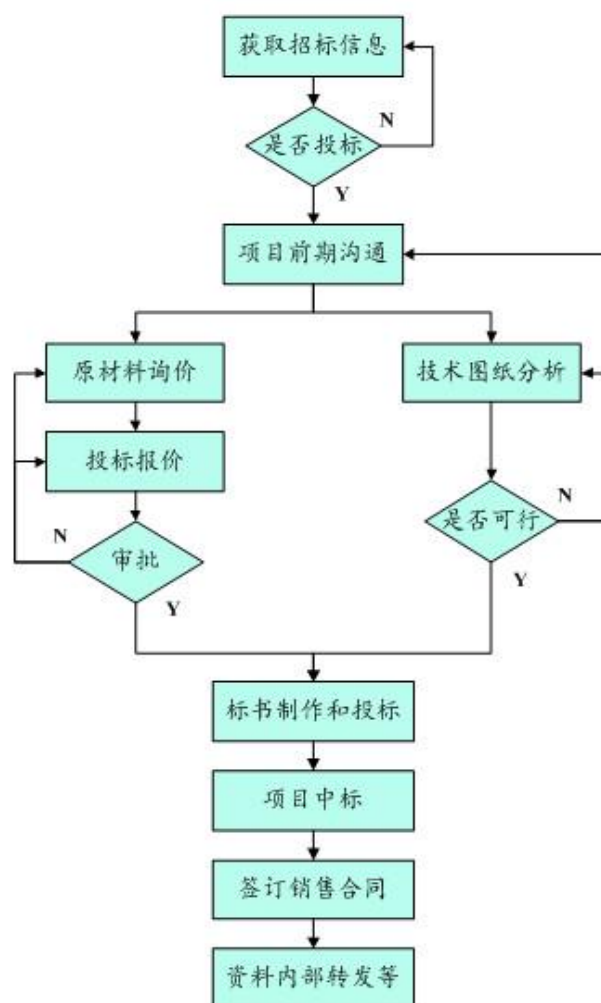 获取招标信息
N
是否投标
Y
项目前期沟通
原材料询价
技术图纸分析
投标报价
N
是否可行
N
审批
Y
Y
标书制作和投标
项目中标
签订销售合同
资料内部转发等